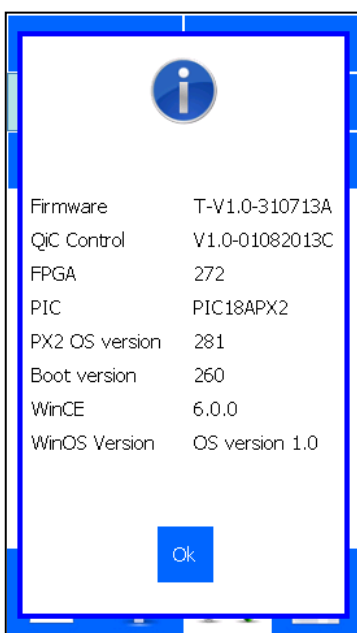 Firmware T-V1.0-310713A
QiC Control V1.0-01082013C
FPGA 272
PIC PIC18APX2
PX2 OS version 281
Boot version 260
WinCE 6.0.0
WinOS Version OS version 1.0
Ok